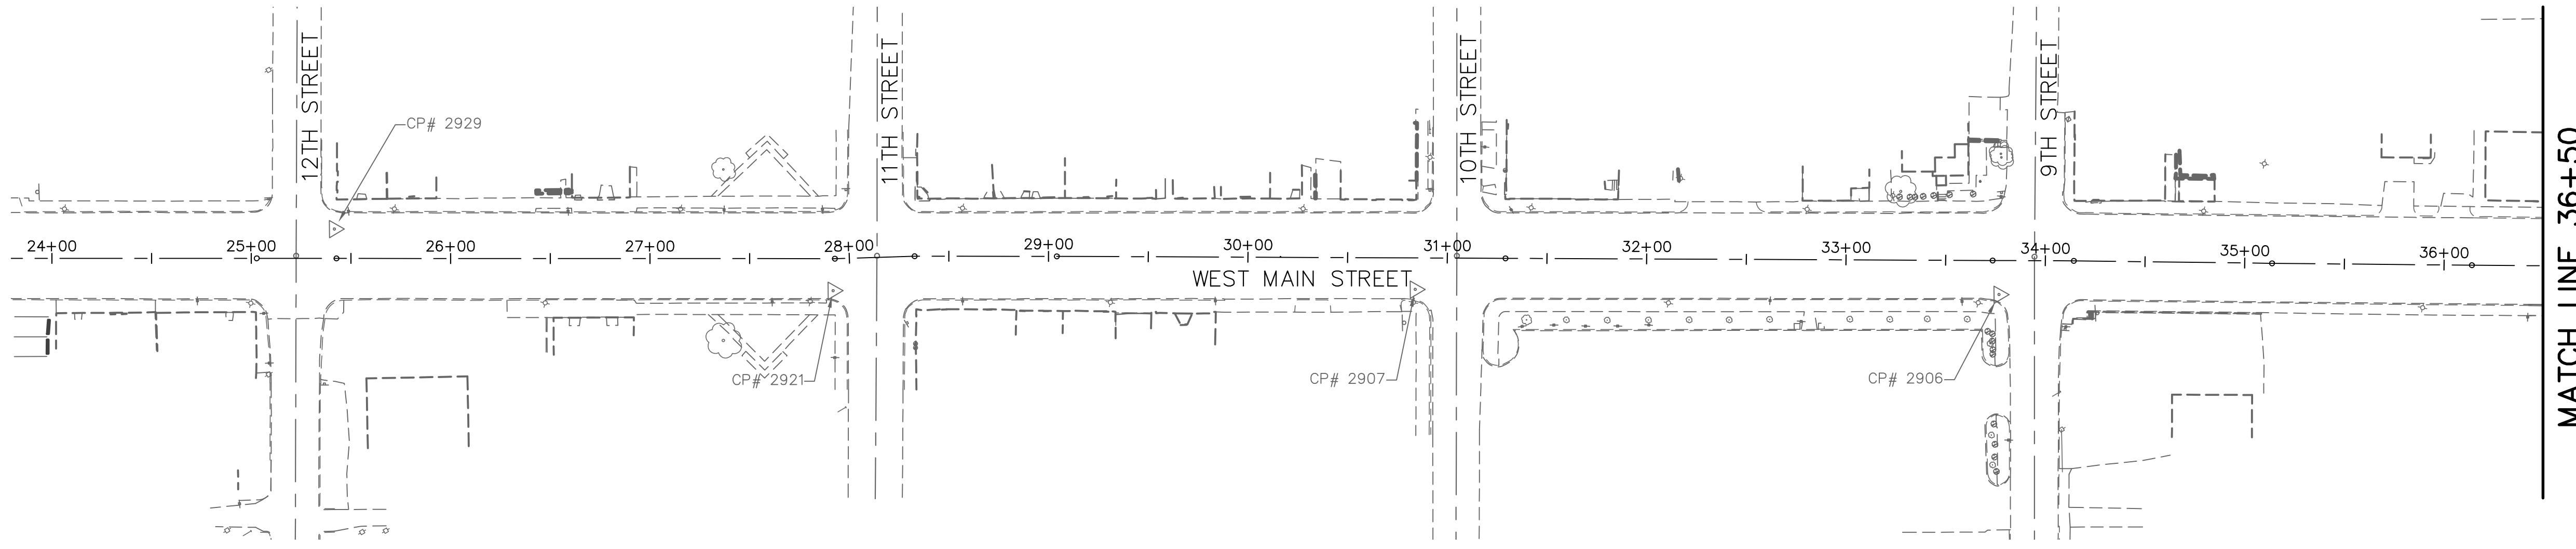 12TH STREET
11TH STREET
10TH STREET
9TH STREET
CP# 2929
24+00
25+00
26+00
27+00
28+00
29+00
30+00
31+00
32+00
33+00
34+00
35+00
36+00
WEST MAIN STREET
CP# 2921
CP# 2907
CP# 2906
MATCH LINE 36+50